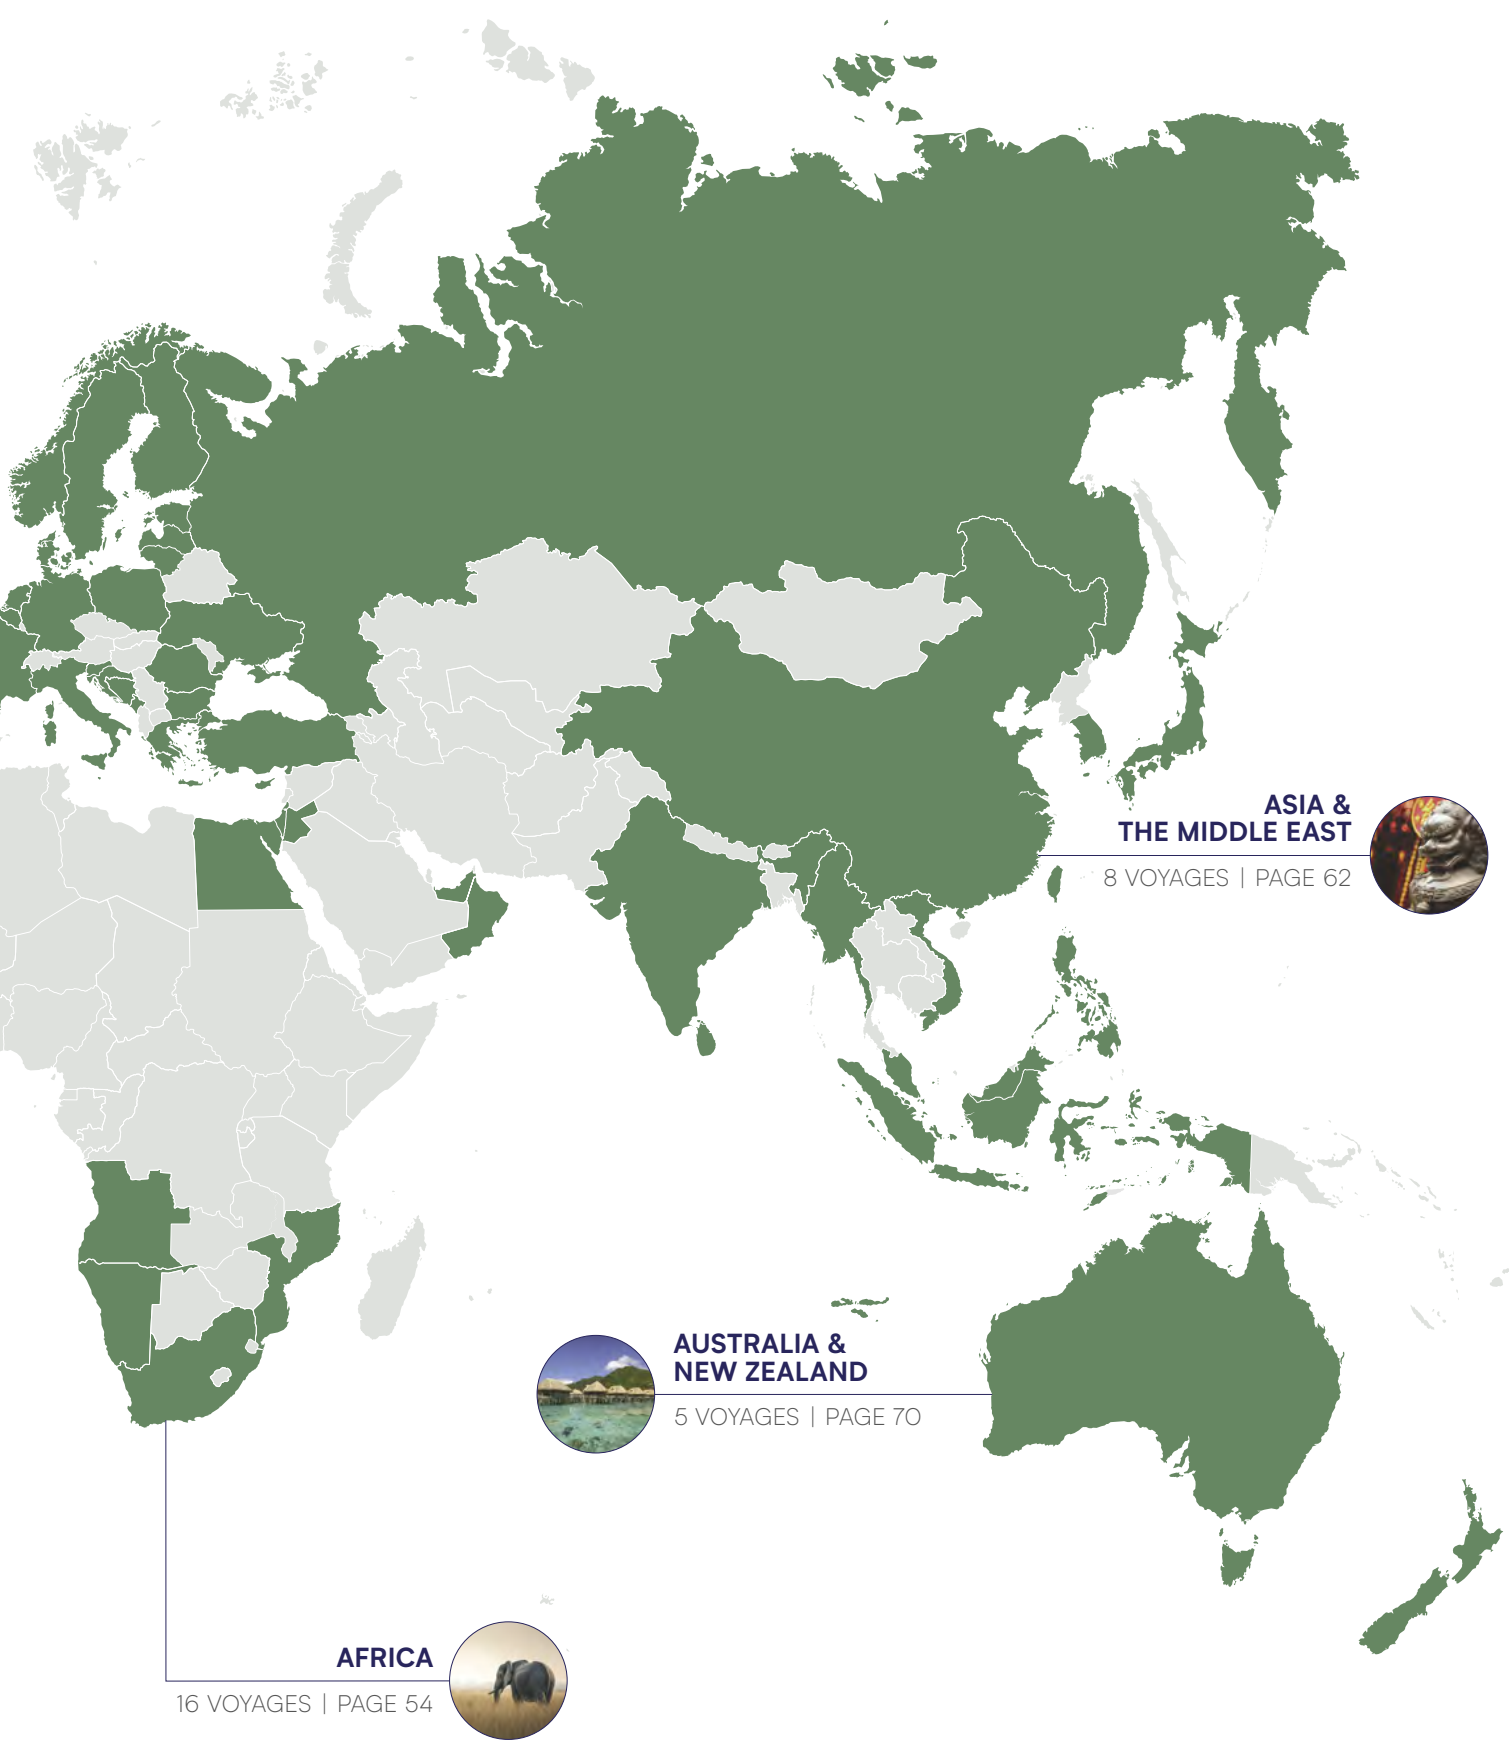 ASIA &
THE MIDDLE EAST
8 VOYAGES | PAGE 62
AUSTRALIA &
NEW ZEALAND
5 VOYAGES | PAGE 70
AFRICA
16 VOYAGES | PAGE 54